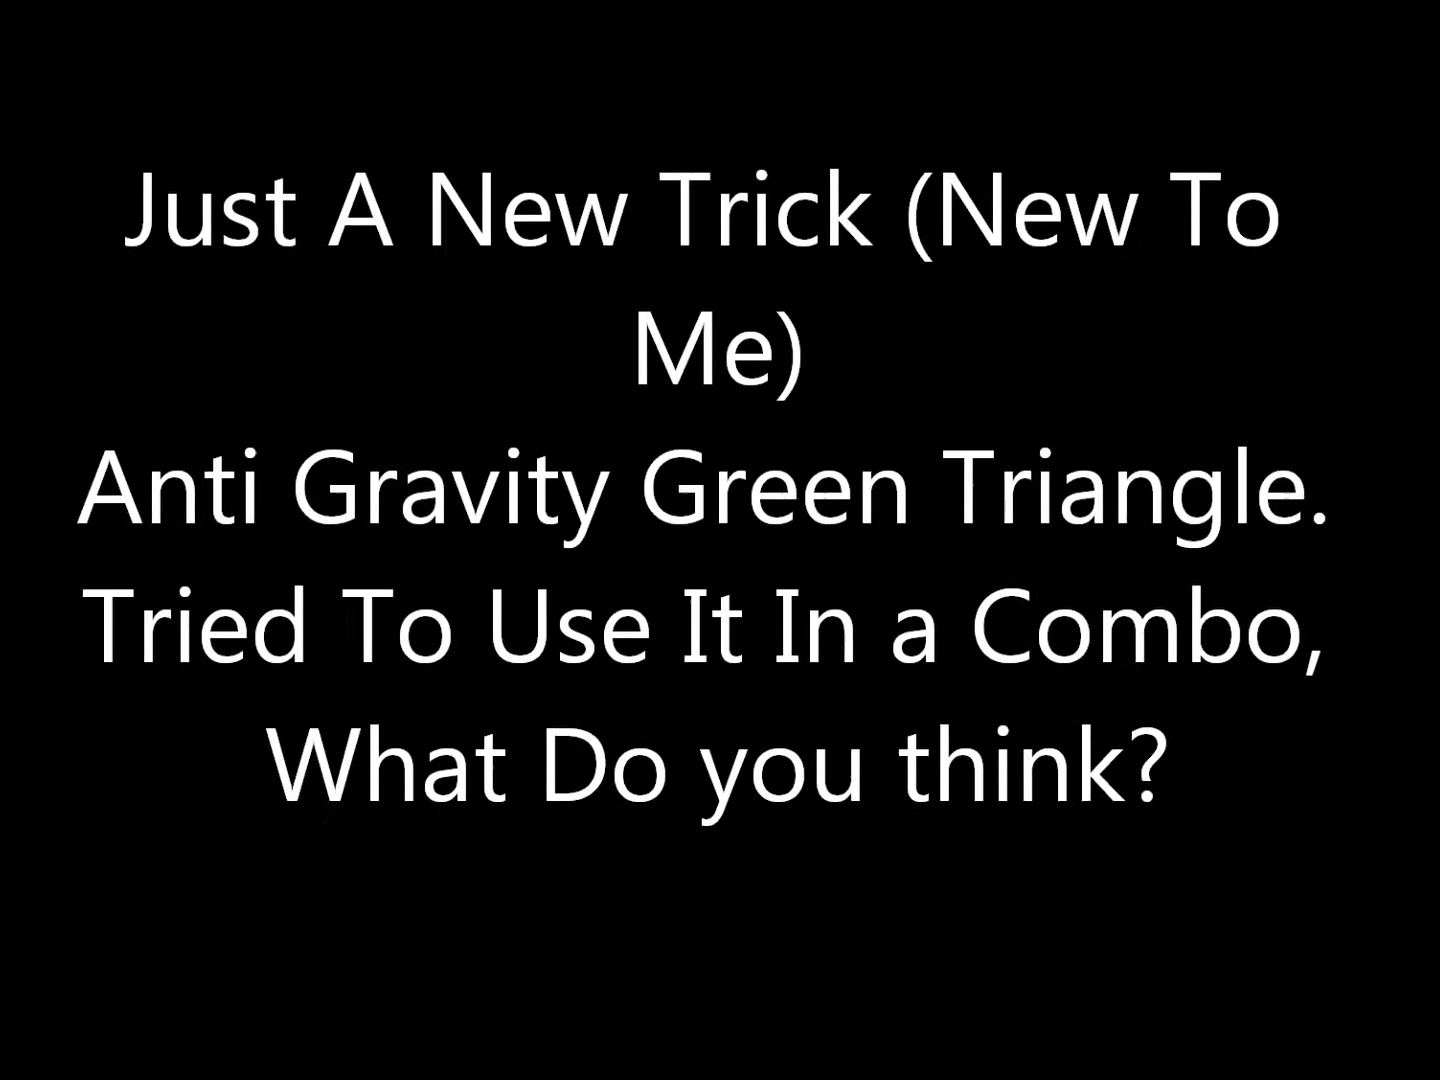 Just A New Trick (New To
Me)
Anti Gravity Green Triangle.
Tried To Use It In a Combo,
What Do you think?